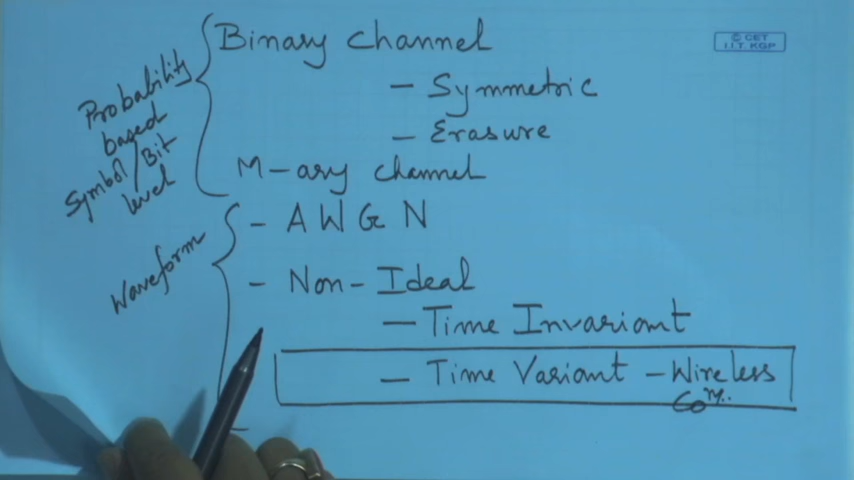 Binary Channel
© CET
I.I.T. KGP
- Symmetric
- Erasure
M-ary channel
Probability
based
Symbol/Bit
level
- AWGN
- Non-Ideal
- Time Invariant
- Time Variant - Wireless
Com.
Waveform